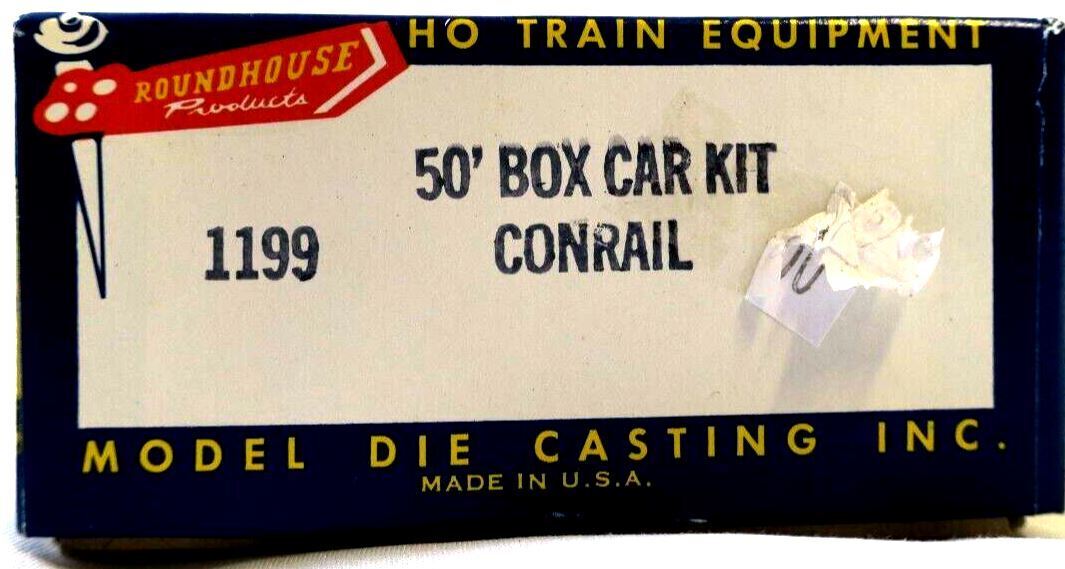 HO TRAIN EQUIPMENT
ROUNDHOUSE
Products
50' BOX CAR KIT
1199 CONRAIL
MODEL DIE CASTING INC.
MADE IN U.S.A.